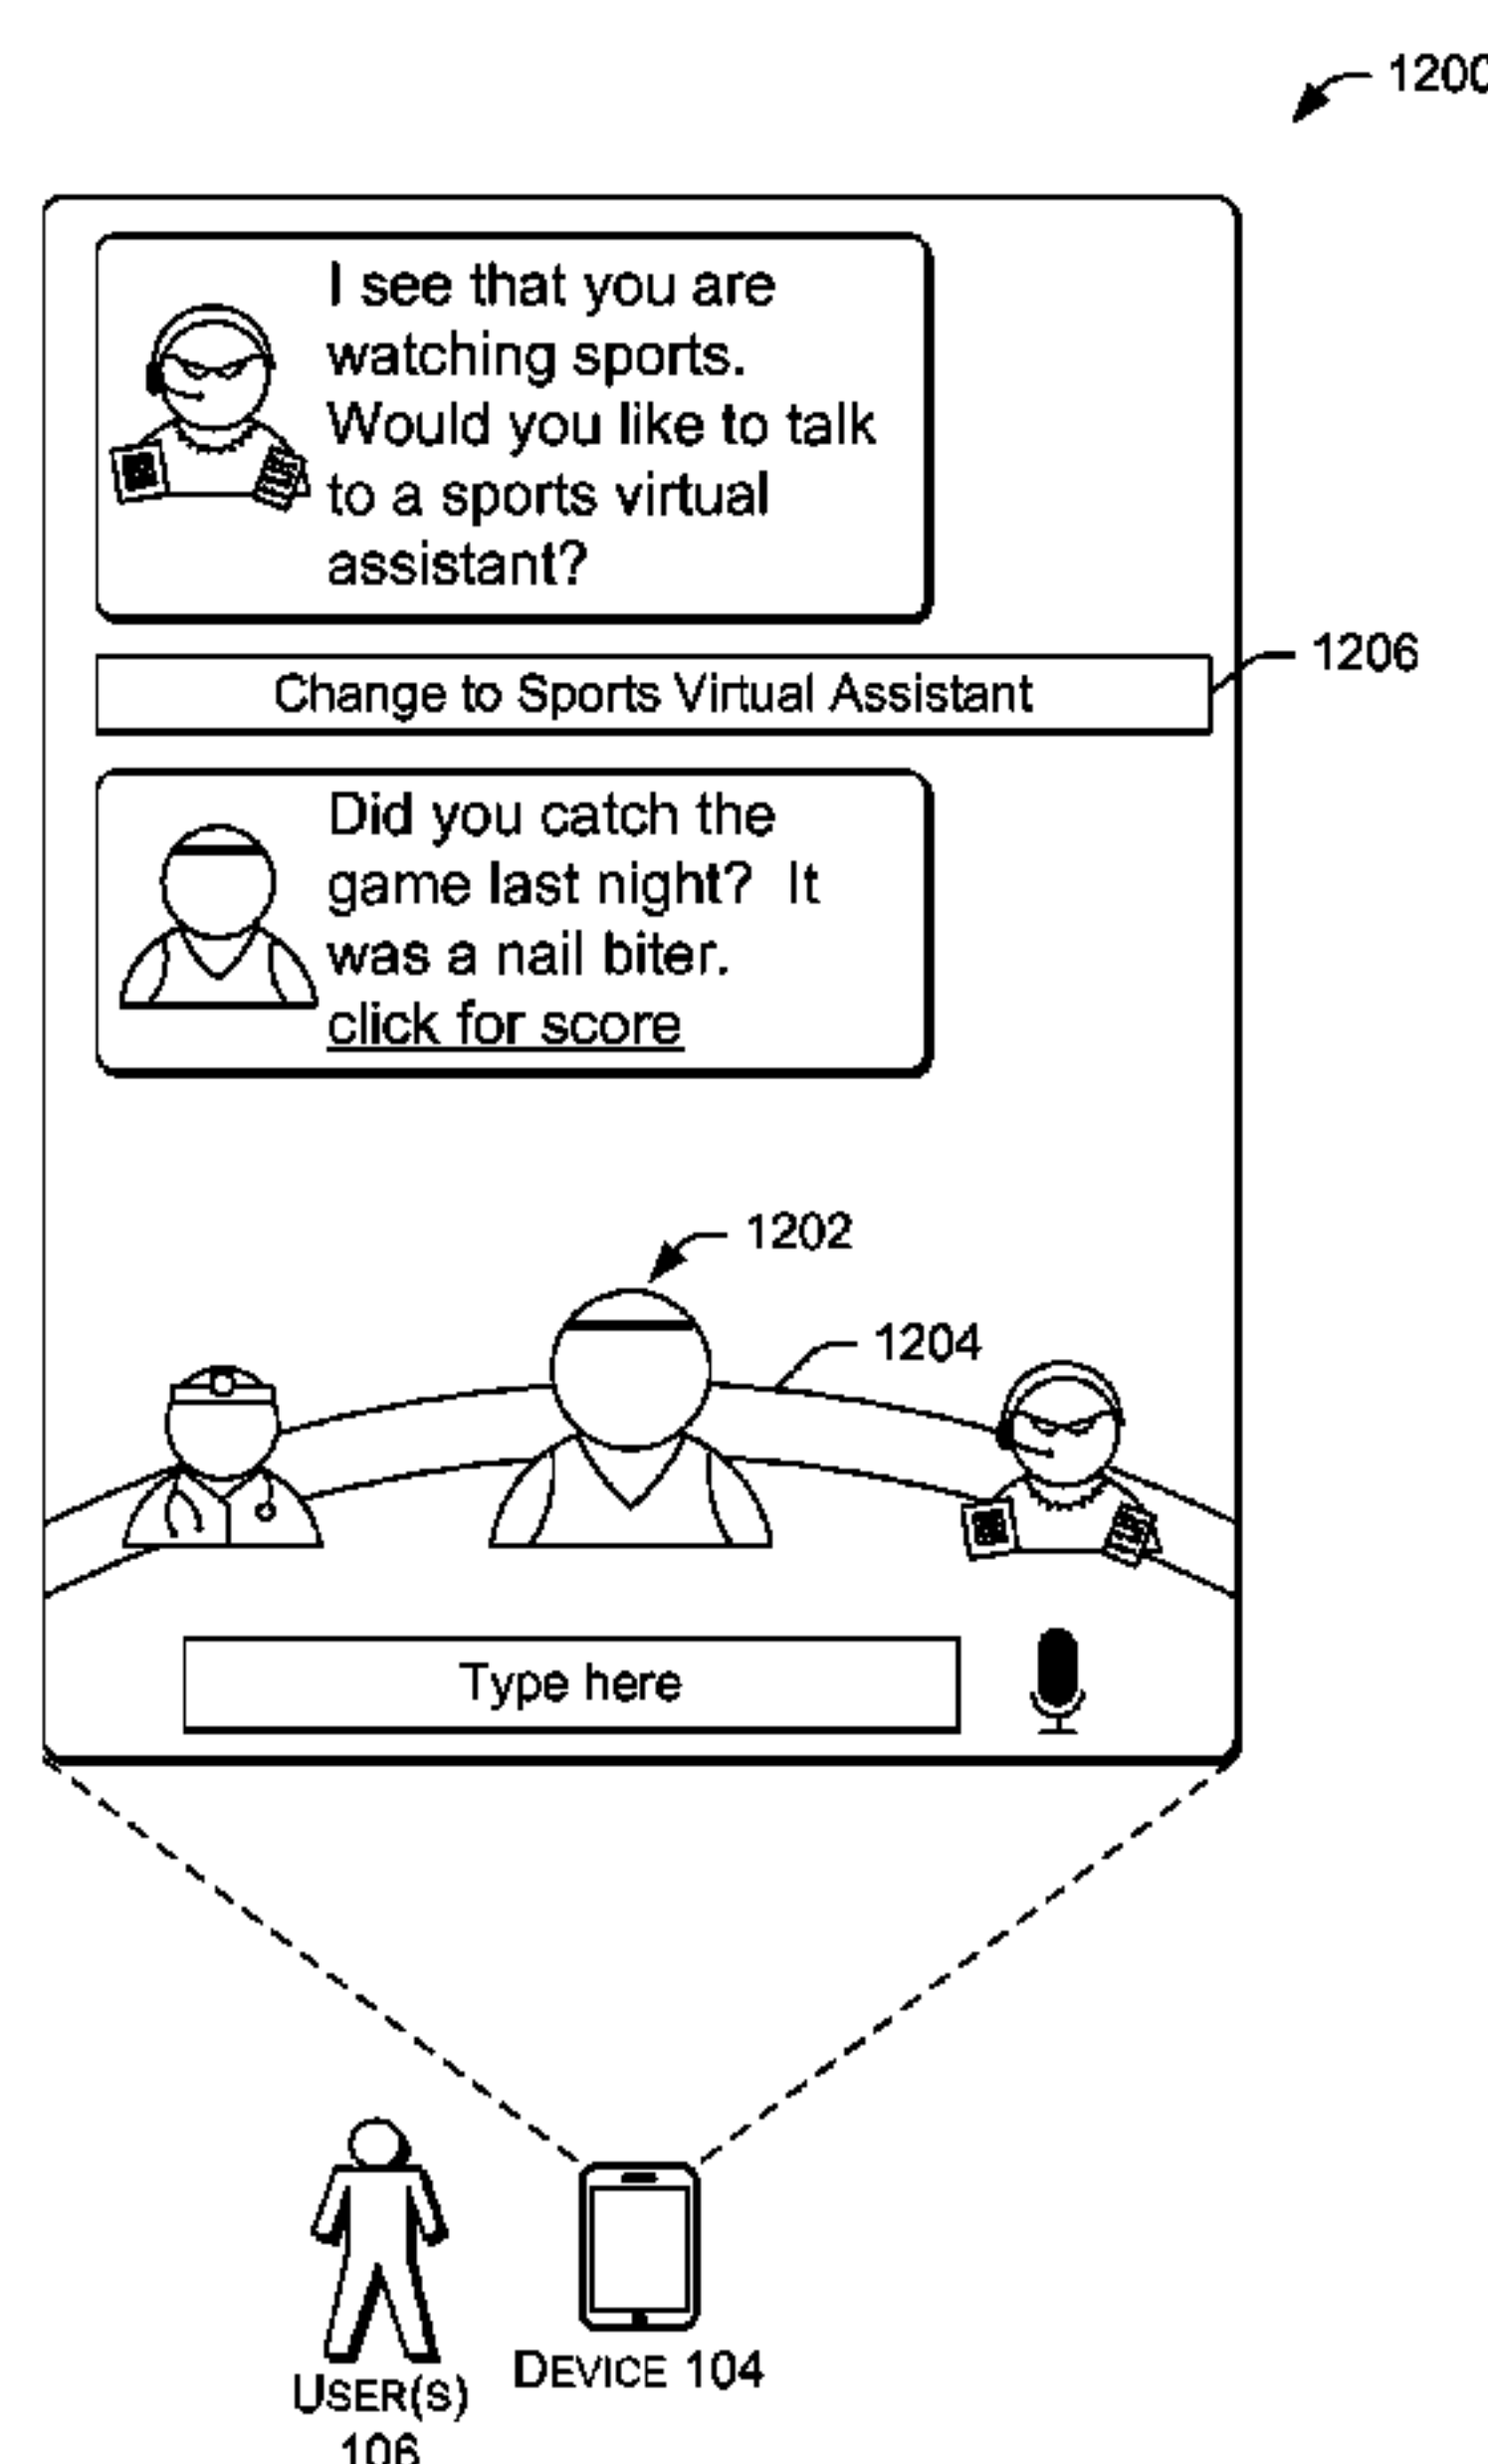 1200
I see that you are
watching sports.
Would you like to talk
to a sports virtual
assistant?
1206
Change to Sports Virtual Assistant
Did you catch the
game last night? It
was a nail biter.
click for score
1202
1204
Type here
DEVICE 104
USER(S)
106